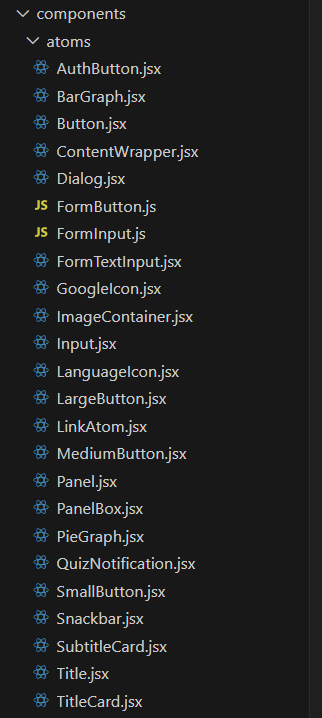 components
atoms
AuthButton.jsx
BarGraph.jsx
Button.jsx
ContentWrapper.jsx
Dialog.jsx
JS FormButton.js
JS FormInput.js
FormTextInput.jsx
GoogleIcon.jsx
ImageContainer.jsx
Input.jsx
LanguageIcon.jsx
LargeButton.jsx
LinkAtom.jsx
MediumButton.jsx
Panel.jsx
PanelBox.jsx
PieGraph.jsx
QuizNotification.jsx
SmallButton.jsx
Snackbar.jsx
SubtitleCard.jsx
Title.jsx
TitleCard.jsx